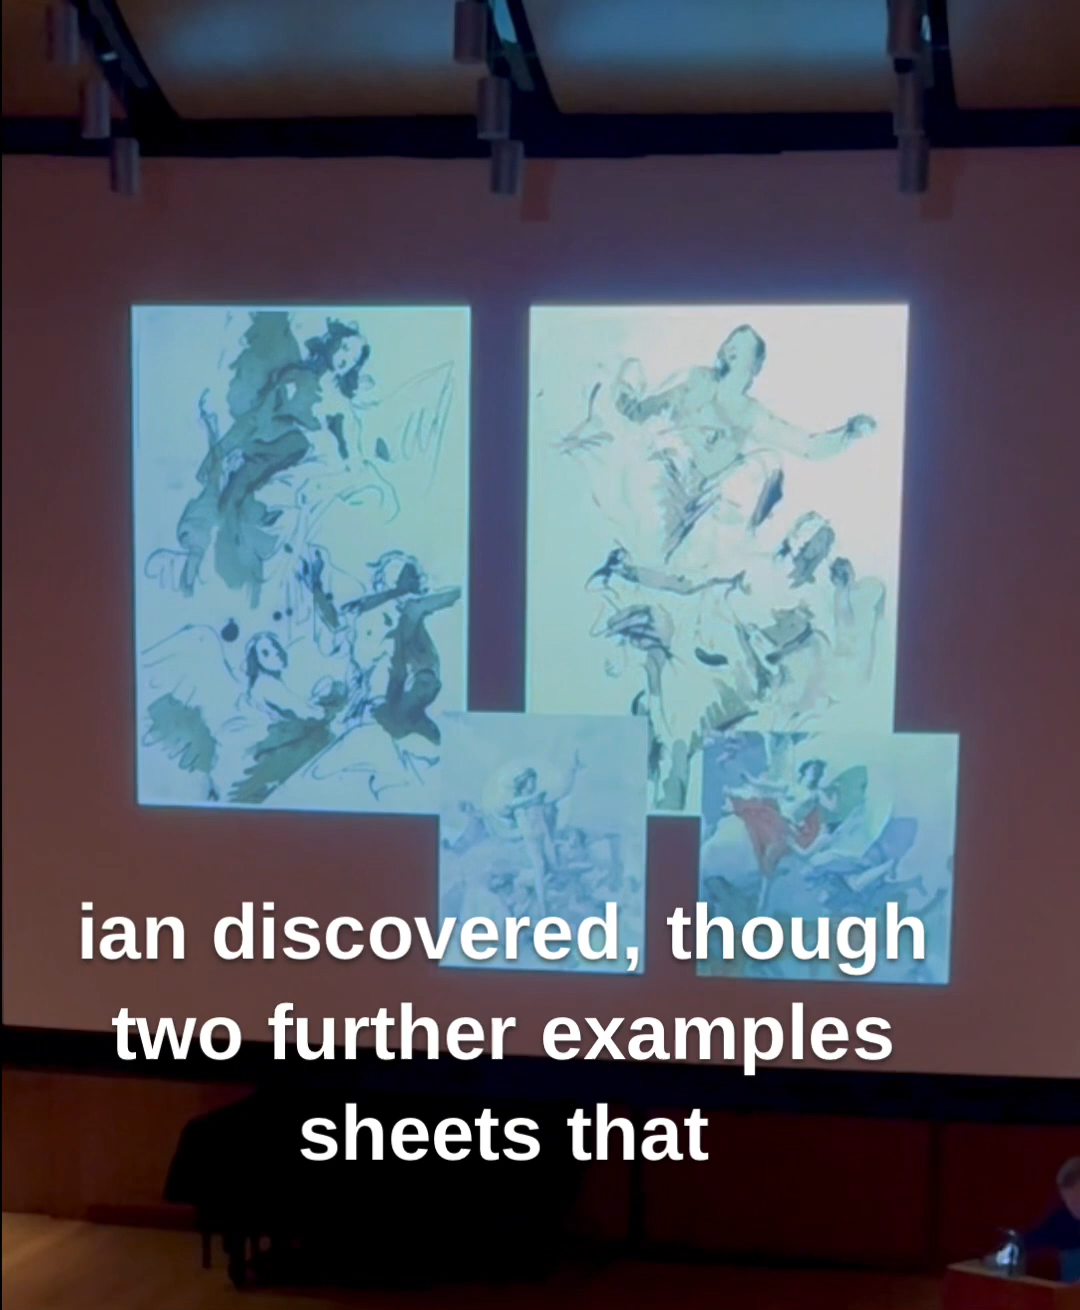 ian discovered, though
two further examples
sheets that